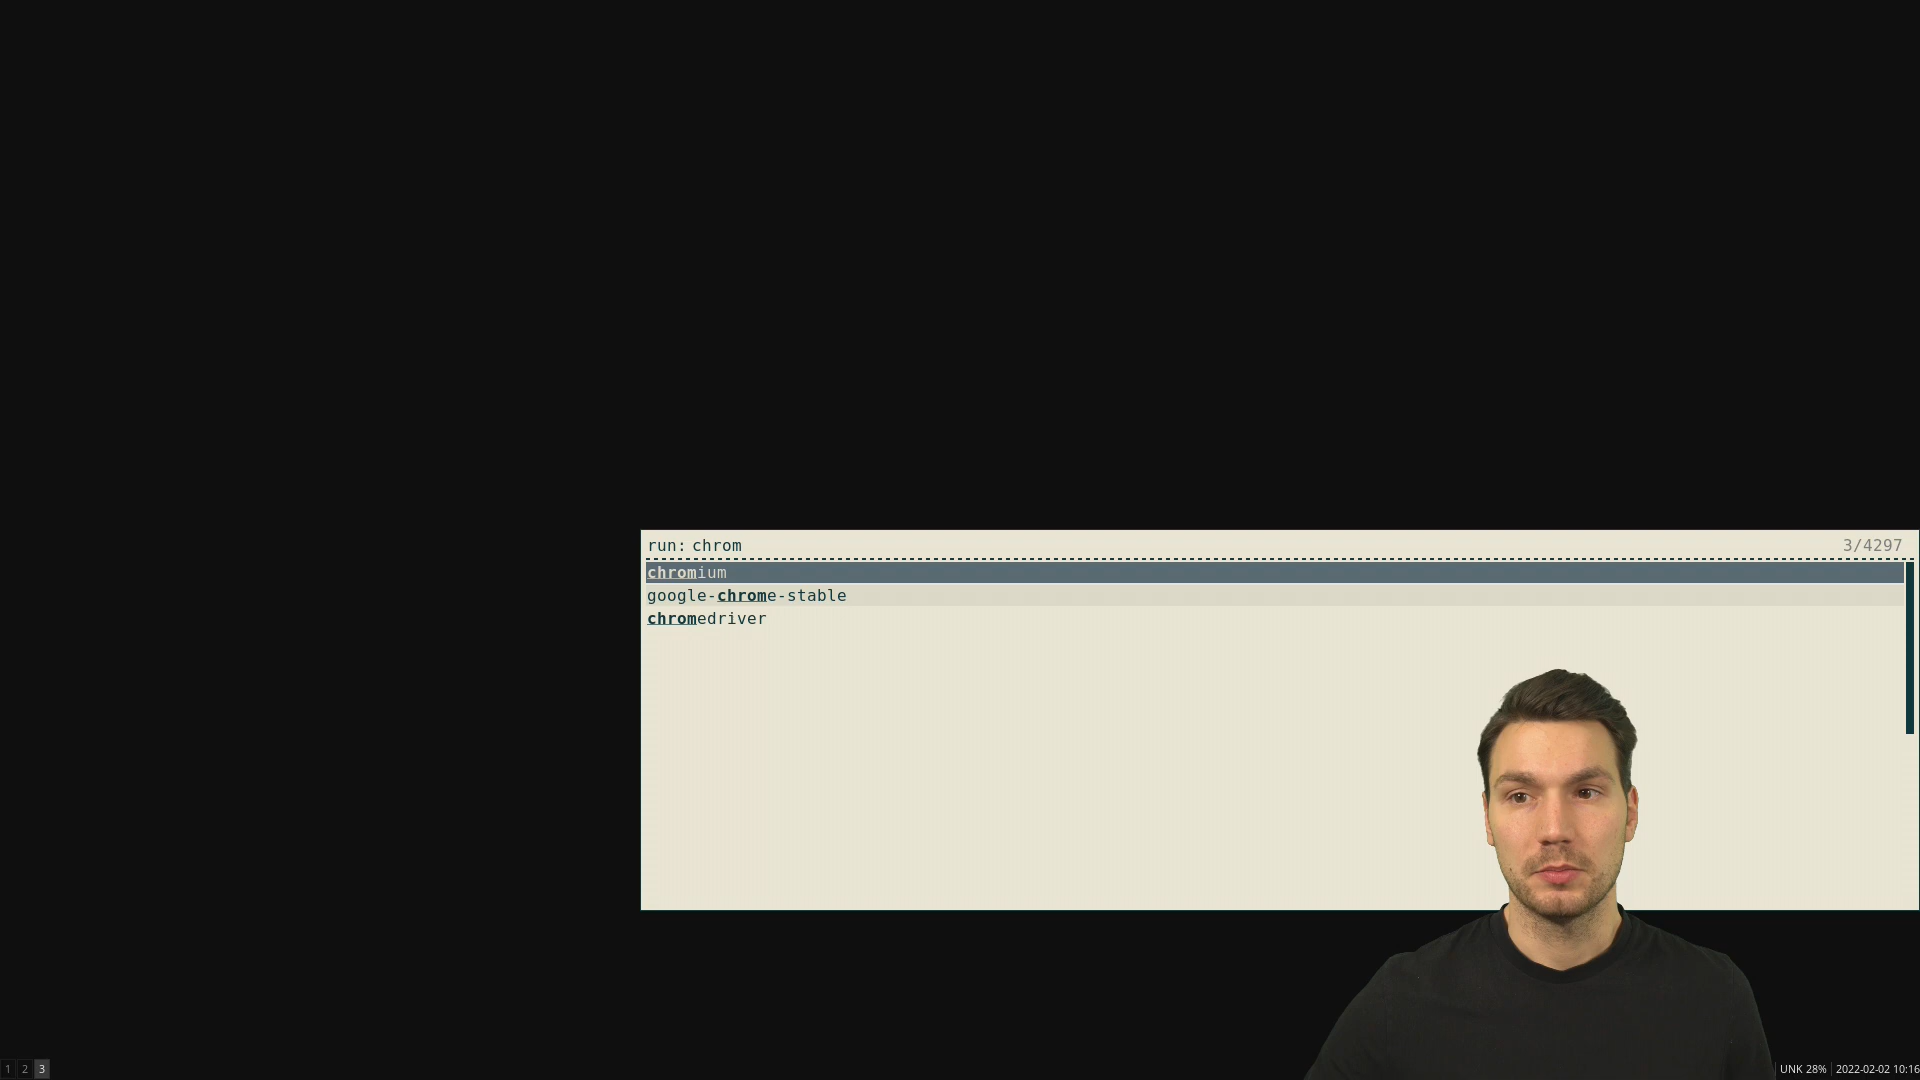 run: chrom 3/4297
chromium
google-chrome-stable
chromedriver
1 2 3 UNK 28% 2022-02-02 10:16